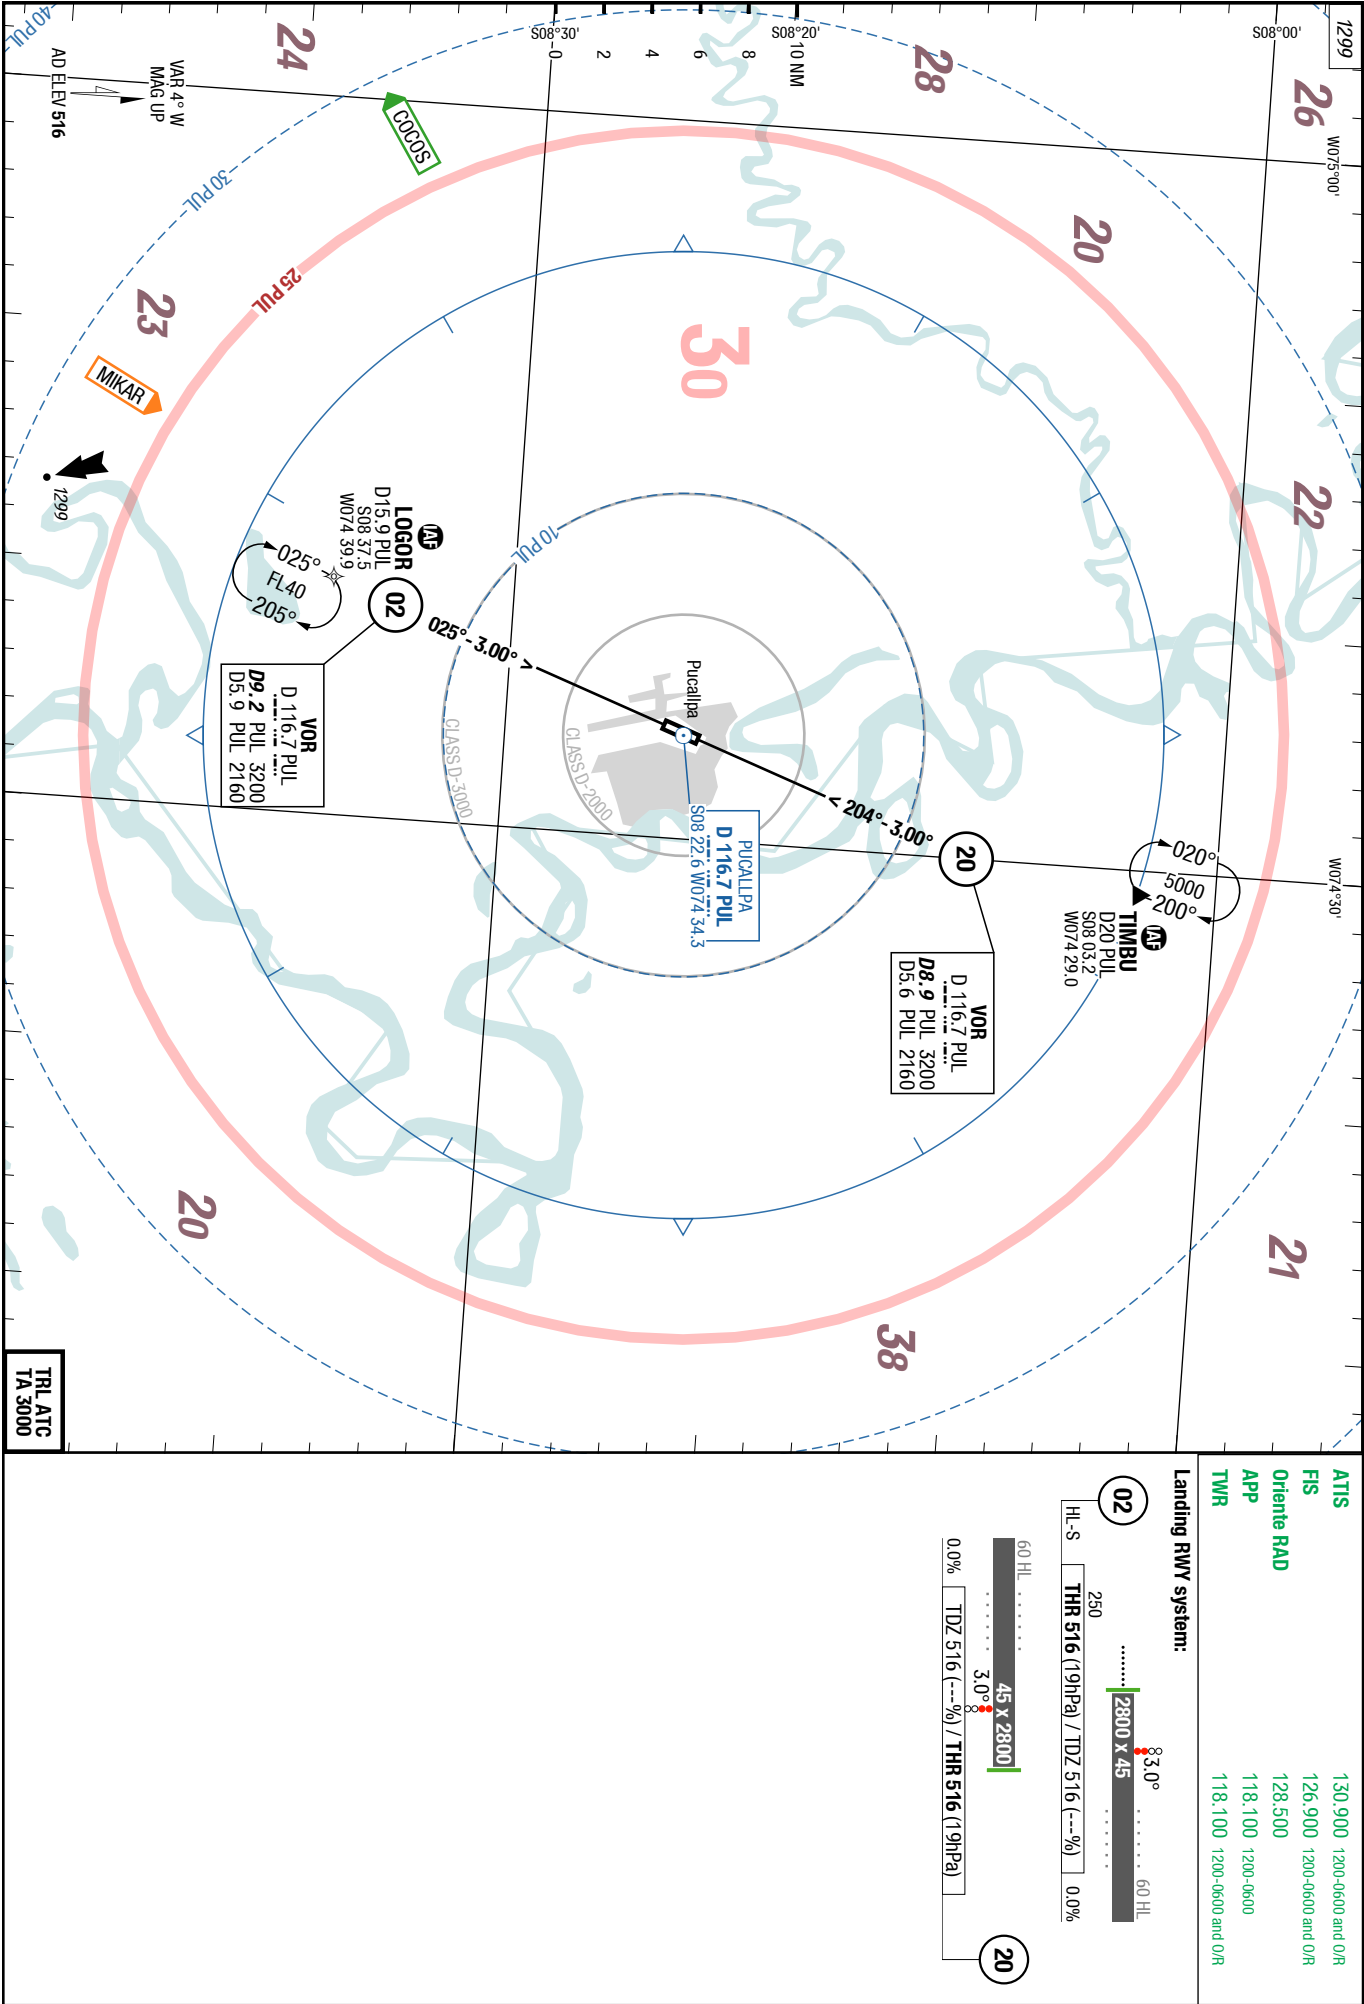 1299
26
28
24
20
22
23
20
21
38
30
W075°00'
W074°30'
S08°00'
S08°20'
S08°30'
10 NM
8
6
4
2
0
VAR 4° W
MAG UP
AD ELEV 516
40 PUL
30 PUL
25 PUL
10 PUL
COCOS
MIKAR
1299
IAF
TIMBU
D20 PUL
S08 03.2
W074 29.0
020°
5000
200°
20
< 204°-3.00°
VOR
D 116.7 PUL
D8.9 PUL 3200
D5.6 PUL 2160
Pucallpa
PUCALLPA
D 116.7 PUL
S08 22.6 W074 34.3
CLASS D-2000
CLASS D-3000
025°-3.00° >
02
IAF
LOGOR
D15.9 PUL
S08 37.5
W074 39.9
025°
FL40
205°
VOR
D 116.7 PUL
D9.2 PUL 3200
D5.9 PUL 2160
TRL ATC
TA 3000
ATIS 130.900 1200-0600 and O/R
FIS 126.900 1200-0600 and O/R
Oriente RAD 128.500
APP 118.100 1200-0600
TWR 118.100 1200-0600 and O/R
Landing RWY system:
02
3.0°
2800 x 45
60 HL
250
HL-S
THR 516 (19hPa) / TDZ 516 (---%)
0.0%
60 HL
45 x 2800
3.0°
0.0%
TDZ 516 (---%) / THR 516 (19hPa)
20